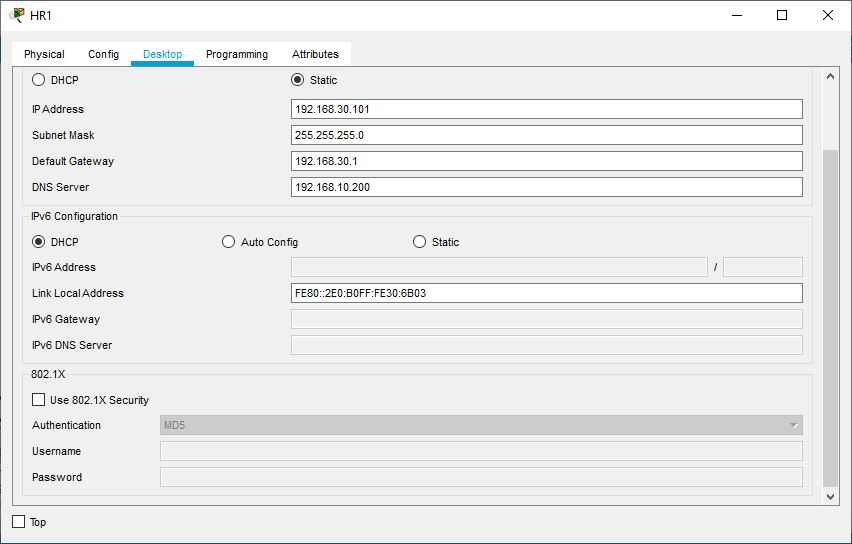 HR1
Physical Config Desktop Programming Attributes
DHCP Static
IP Address 192.168.30.101
Subnet Mask 255.255.255.0
Default Gateway 192.168.30.1
DNS Server 192.168.10.200
IPv6 Configuration
DHCP Auto Config Static
IPv6 Address /
Link Local Address FE80::2E0:B0FF:FE30:6B03
IPv6 Gateway
IPv6 DNS Server
802.1X
Use 802.1X Security
Authentication MD5
Username
Password
Top